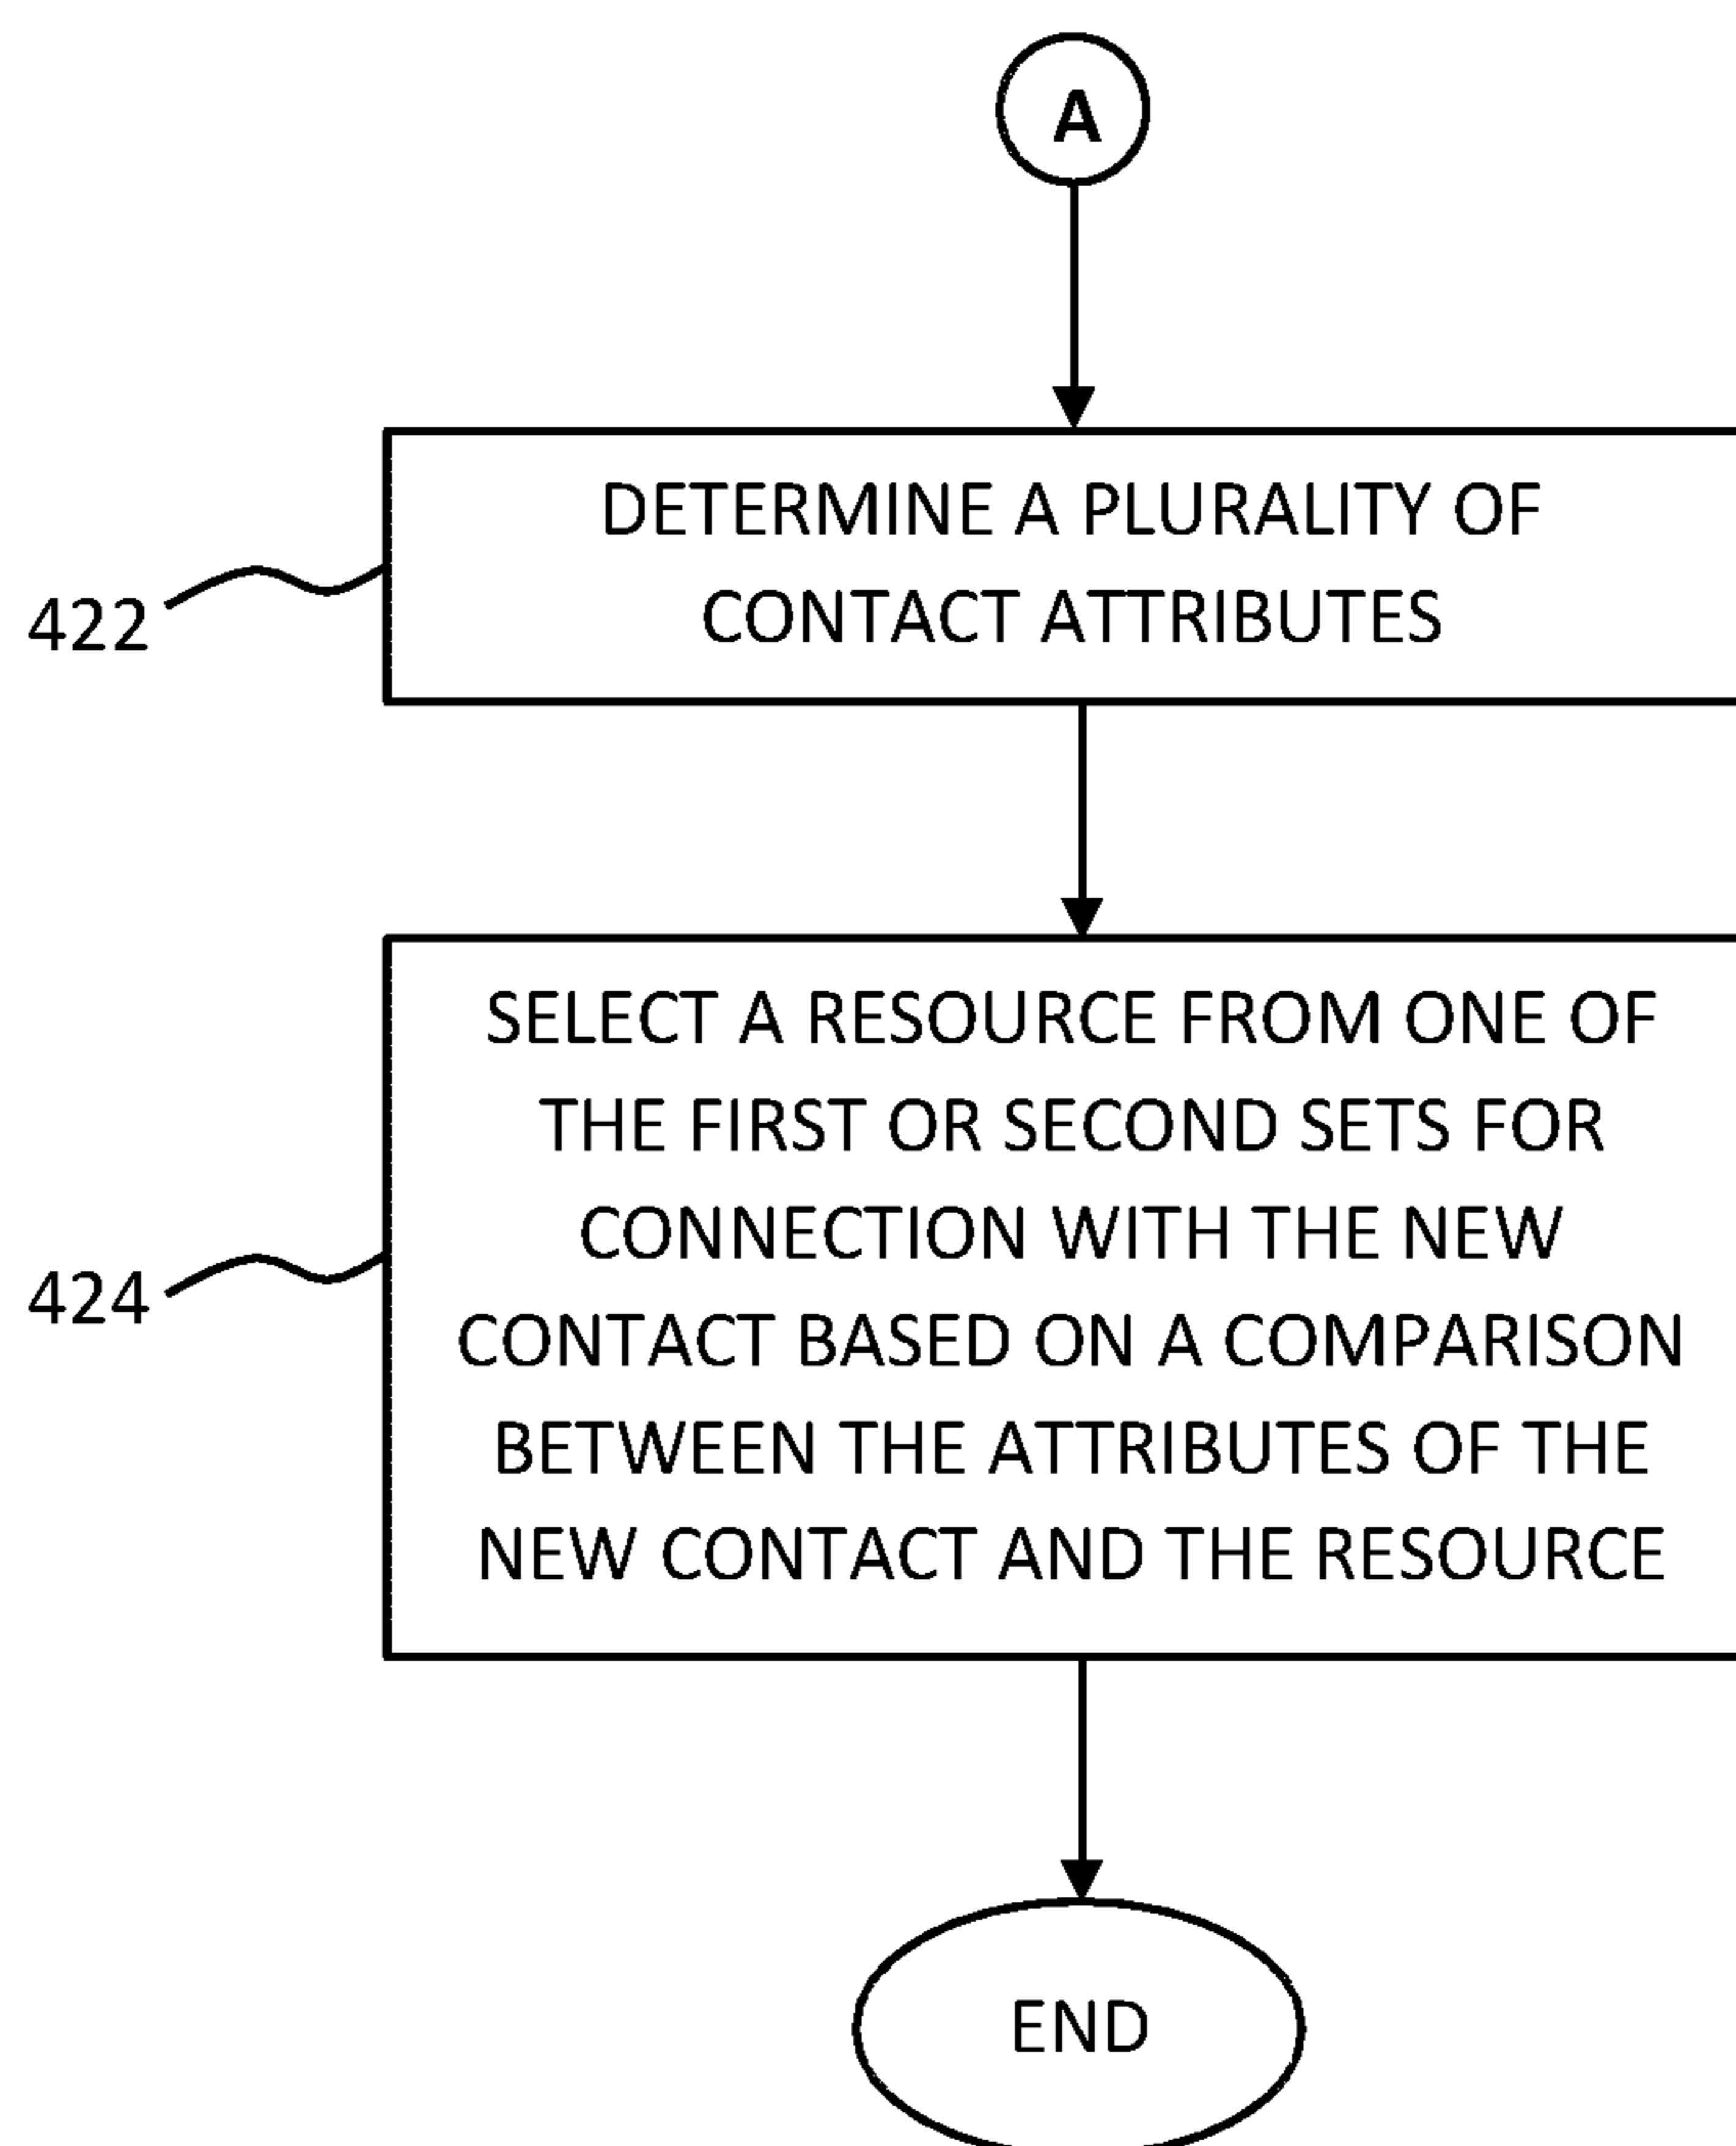 A
DETERMINE A PLURALITY OF
CONTACT ATTRIBUTES
422
SELECT A RESOURCE FROM ONE OF
THE FIRST OR SECOND SETS FOR
CONNECTION WITH THE NEW
CONTACT BASED ON A COMPARISON
BETWEEN THE ATTRIBUTES OF THE
NEW CONTACT AND THE RESOURCE
424
END